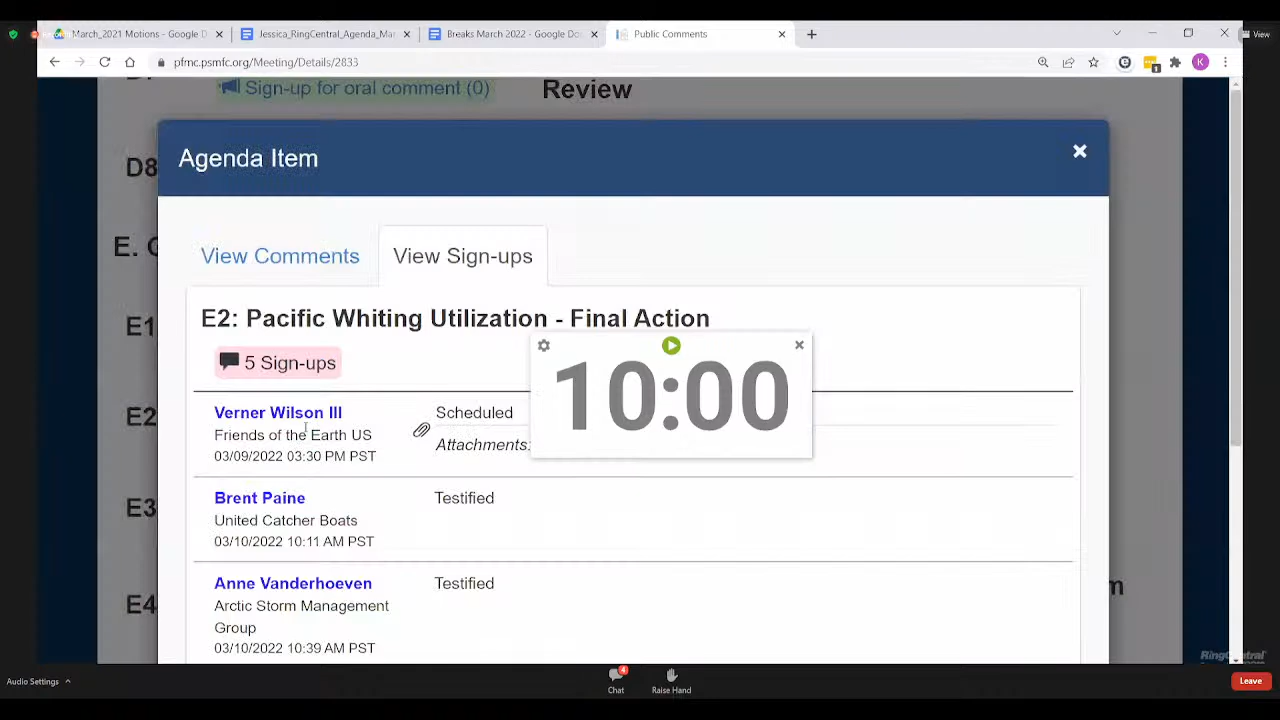 March_2021 Motions - Google D
Jessica_RingCentral_Agenda_Mar
Breaks March 2022 - Google Do
Public Comments
View
pfmc.psmfc.org/Meeting/Details/2833
K
Sign-up for oral comment (0)
Review
Agenda Item
D8
View Comments
View Sign-ups
E. G
E1
E2: Pacific Whiting Utilization - Final Action
5 Sign-ups
10:00
E2
Verner Wilson III
Scheduled
Friends of the Earth US
Attachments:
03/09/2022 03:30 PM PST
E3
Brent Paine
Testified
United Catcher Boats
03/10/2022 10:11 AM PST
E4
Anne Vanderhoeven
Testified
m
Arctic Storm Management
Group
03/10/2022 10:39 AM PST
RingCentral
Audio Settings
4
Chat
Raise Hand
Leave